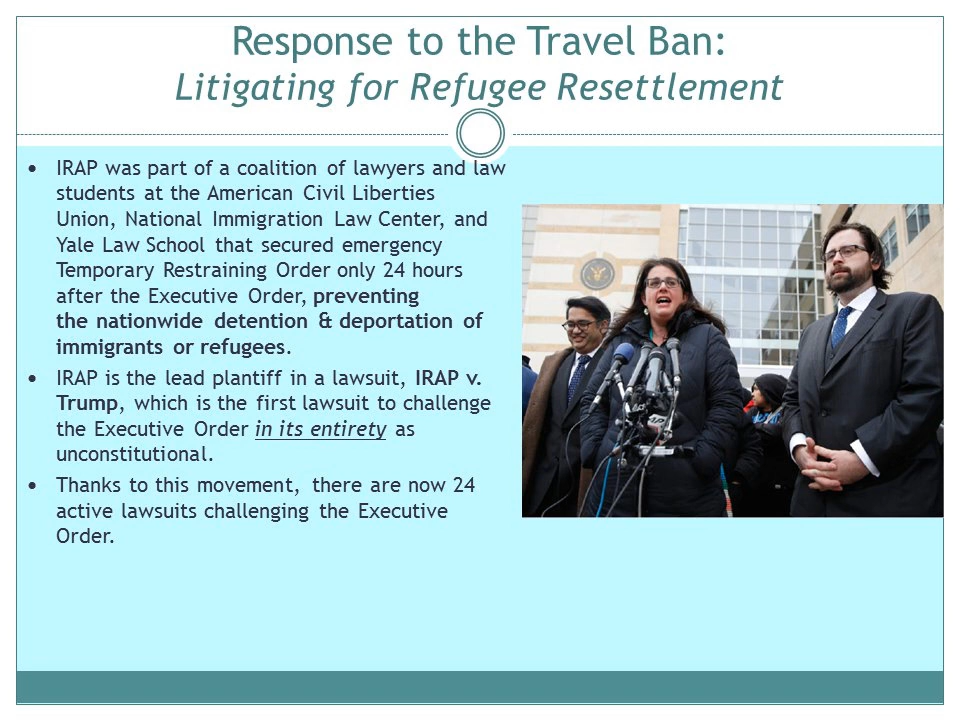 Response to the Travel Ban:
Litigating for Refugee Resettlement
• IRAP was part of a coalition of lawyers and law
students at the American Civil Liberties
Union, National Immigration Law Center, and
Yale Law School that secured emergency
Temporary Restraining Order only 24 hours
after the Executive Order, preventing
the nationwide detention & deportation of
immigrants or refugees.
• IRAP is the lead plantiff in a lawsuit, IRAP v.
Trump, which is the first lawsuit to challenge
the Executive Order in its entirety as
unconstitutional.
• Thanks to this movement, there are now 24
active lawsuits challenging the Executive
Order.